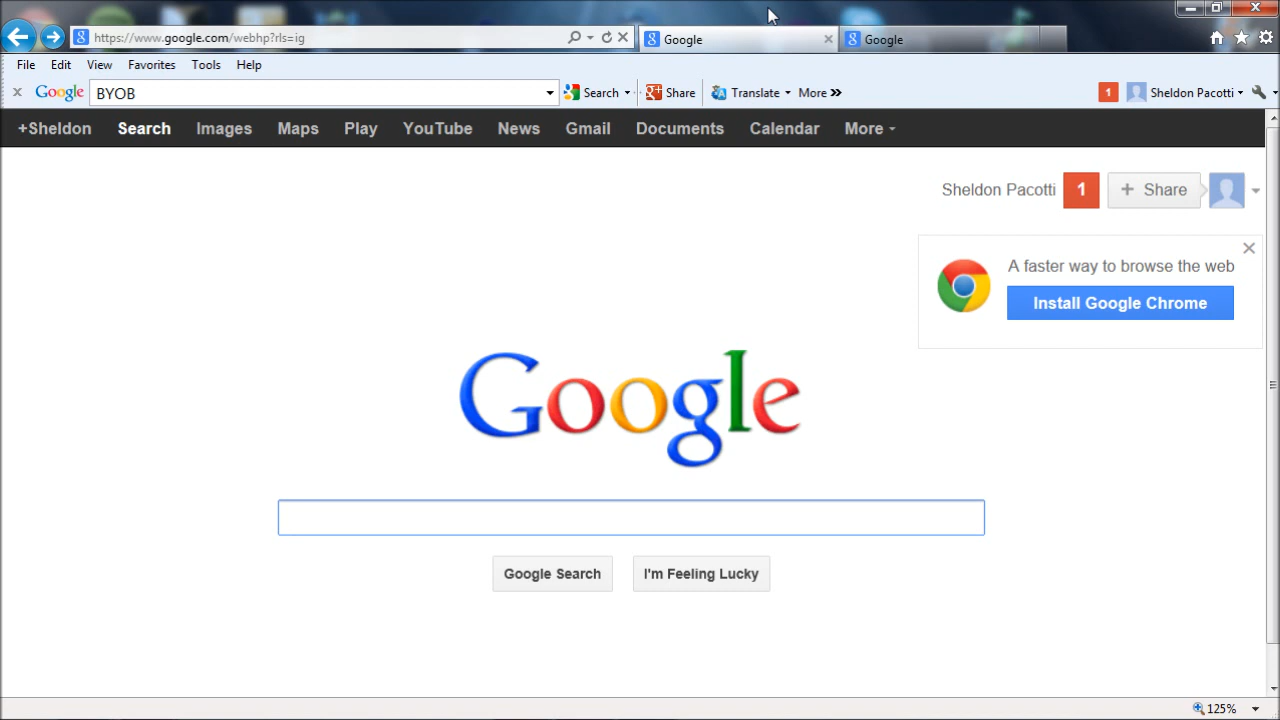 https://www.google.com/webhp?rls=ig
Google
Google
File Edit View Favorites Tools Help
Google BYOB Search Share Translate More » 1 Sheldon Pacotti
+Sheldon Search Images Maps Play YouTube News Gmail Documents Calendar More
Sheldon Pacotti 1 + Share
A faster way to browse the web
Install Google Chrome
Google
Google Search I'm Feeling Lucky
125%